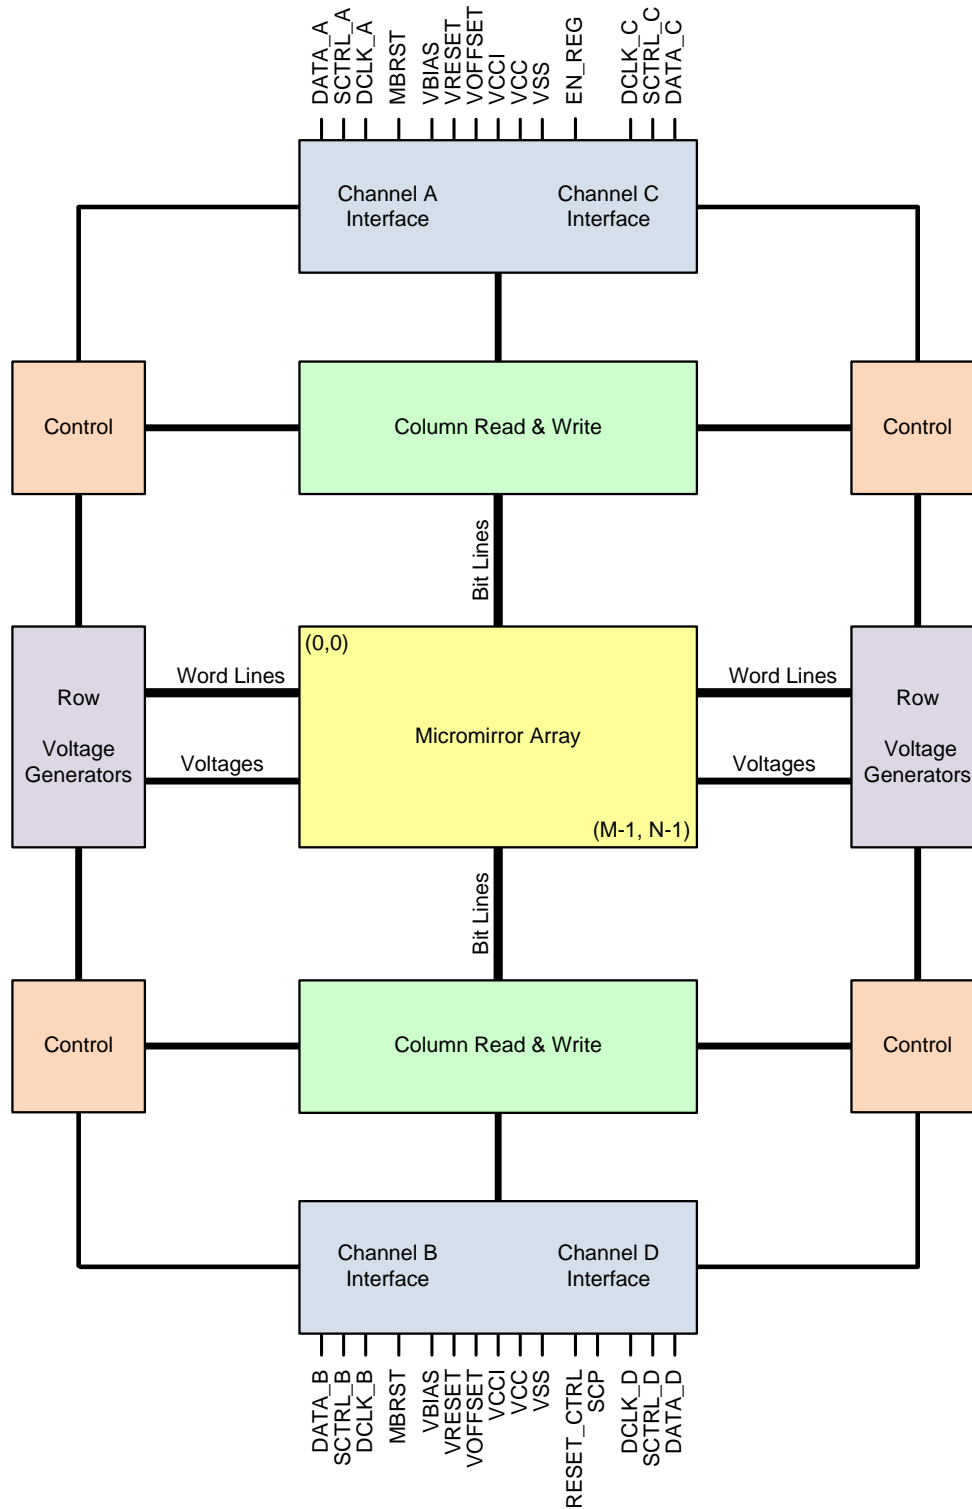 DATA_A
SCTRL_A
DCLK_A
MBRST
VBIAS
VRESET
VOFFSET
VCCI
VCC
VSS
EN_REG
DCLK_C
SCTRL_C
DATA_C
Channel A
Interface
Channel C
Interface
Control
Column Read & Write
Control
Bit Lines
(0,0)
Word Lines
Word Lines
Row
Row
Micromirror Array
Voltage
Generators
Voltages
Voltages
Voltage
Generators
(M-1, N-1)
Bit Lines
Control
Column Read & Write
Control
Channel B
Interface
Channel D
Interface
DATA_B
SCTRL_B
DCLK_B
MBRST
VBIAS
VRESET
VOFFSET
VCCI
VCC
VSS
RESET_CTRL
SCP
DCLK_D
SCTRL_D
DATA_D